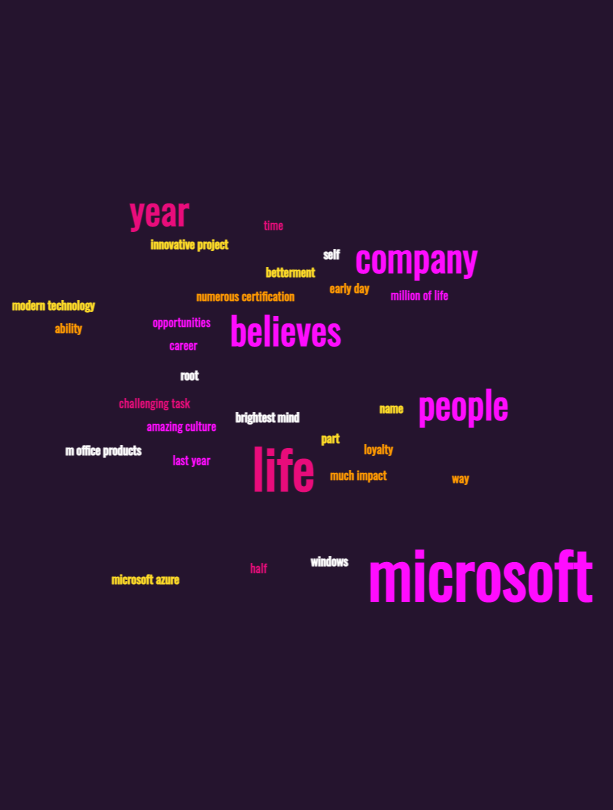 year
time
innovative project
self
company
betterment
early day
numerous certification
million of life
modern technology
opportunities
believes
ability
career
root
challenging task
name
people
amazing culture
brightest mind
part
m office products
loyalty
last year
life
much impact
way
windows
half
microsoft
microsoft azure